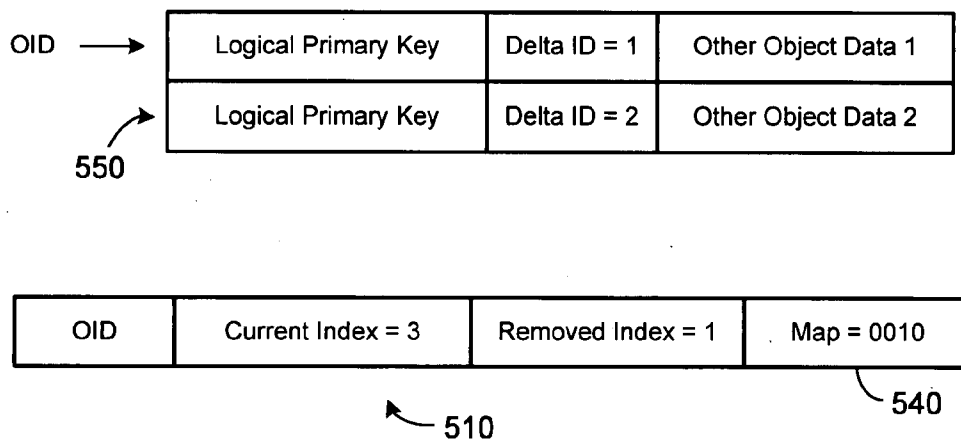 OID Logical Primary Key Delta ID = 1 Other Object Data 1
Logical Primary Key Delta ID = 2 Other Object Data 2
550
OID Current Index = 3 Removed Index = 1 Map = 0010
540
510